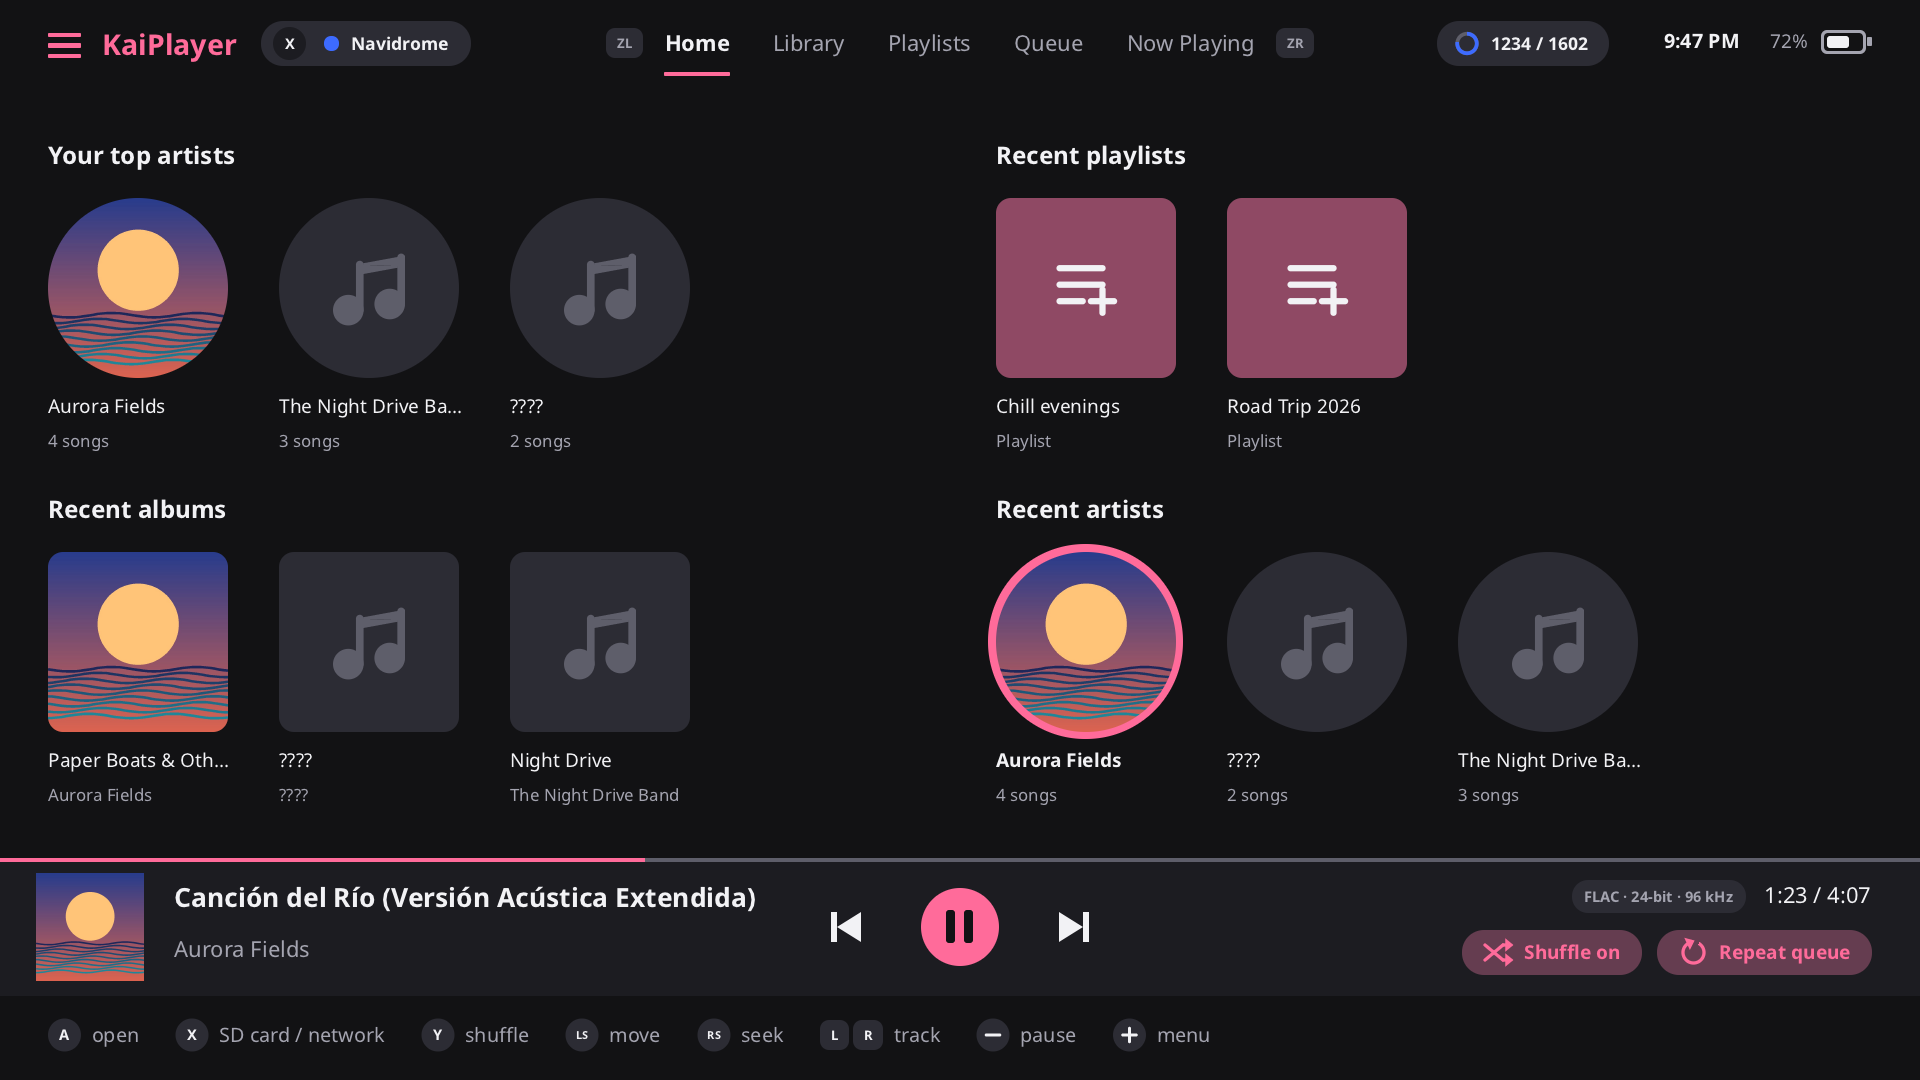 KaiPlayer
X Navidrome
ZL Home Library Playlists Queue Now Playing ZR
1234 / 1602
9:47 PM
72%
Your top artists
Aurora Fields
4 songs
The Night Drive Ba...
3 songs
????
2 songs
Recent playlists
Chill evenings
Playlist
Road Trip 2026
Playlist
Recent albums
Paper Boats & Oth...
Aurora Fields
????
????
Night Drive
The Night Drive Band
Recent artists
Aurora Fields
4 songs
????
2 songs
The Night Drive Ba...
3 songs
Canción del Río (Versión Acústica Extendida)
Aurora Fields
FLAC · 24-bit · 96 kHz
1:23 / 4:07
Shuffle on
Repeat queue
A open X SD card / network Y shuffle LS move RS seek L R track − pause + menu